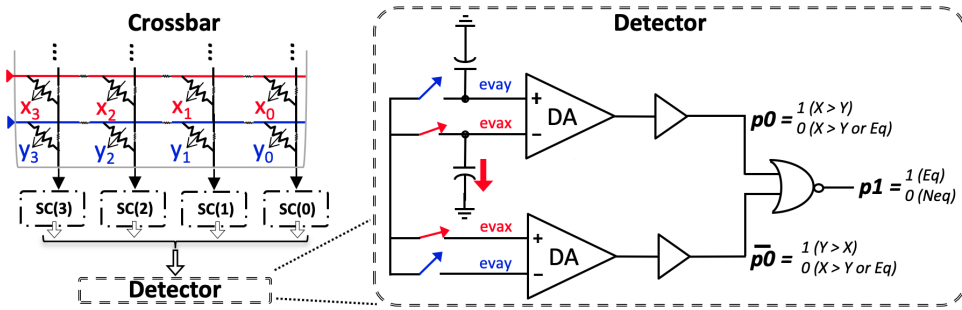 Crossbar
x3 x2 x1 x0
y3 y2 y1 y0
SC(3) SC(2) SC(1) SC(0)
Detector
Detector
evay
+
DA
evax
−
evax
+
DA
evay
−
p0 = 1 (X > Y)
0 (X > Y or Eq)
p1 = 1 (Eq)
0 (Neq)
p̅0 = 1 (Y > X)
0 (X > Y or Eq)